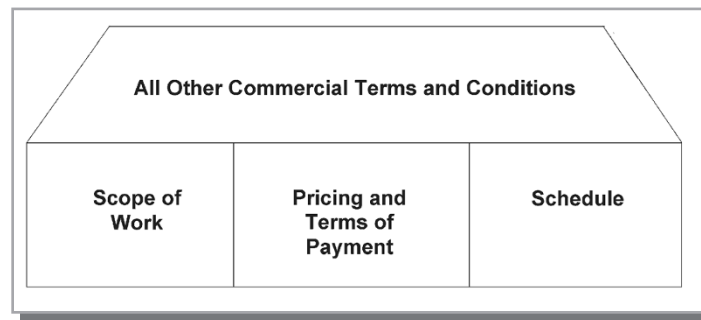 All Other Commercial Terms and Conditions
Scope of
Work
Pricing and
Terms of
Payment
Schedule